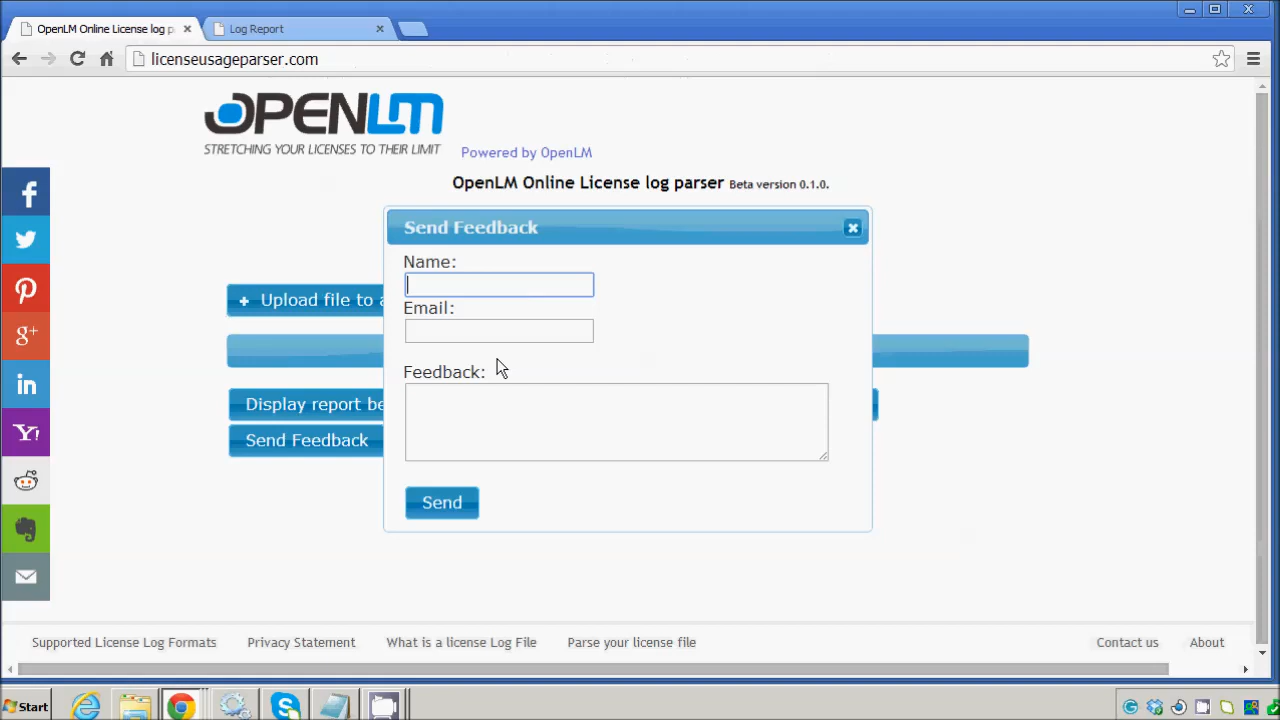 OpenLM Online License log p
Log Report
licenseusageparser.com
OPENLM
STRETCHING YOUR LICENSES TO THEIR LIMIT
Powered by OpenLM
OpenLM Online License log parser Beta version 0.1.0.
Send Feedback
Name:
Upload file to a
Email:
Feedback:
Display report be
Send Feedback
Send
Supported License Log Formats
Privacy Statement
What is a license Log File
Parse your license file
Contact us
About
Start